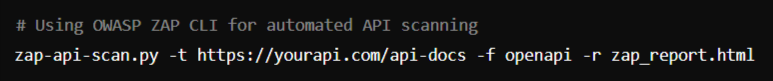 # Using OWASP ZAP CLI for automated API scanning
zap-api-scan.py -t https://yourapi.com/api-docs -f openapi -r zap_report.html